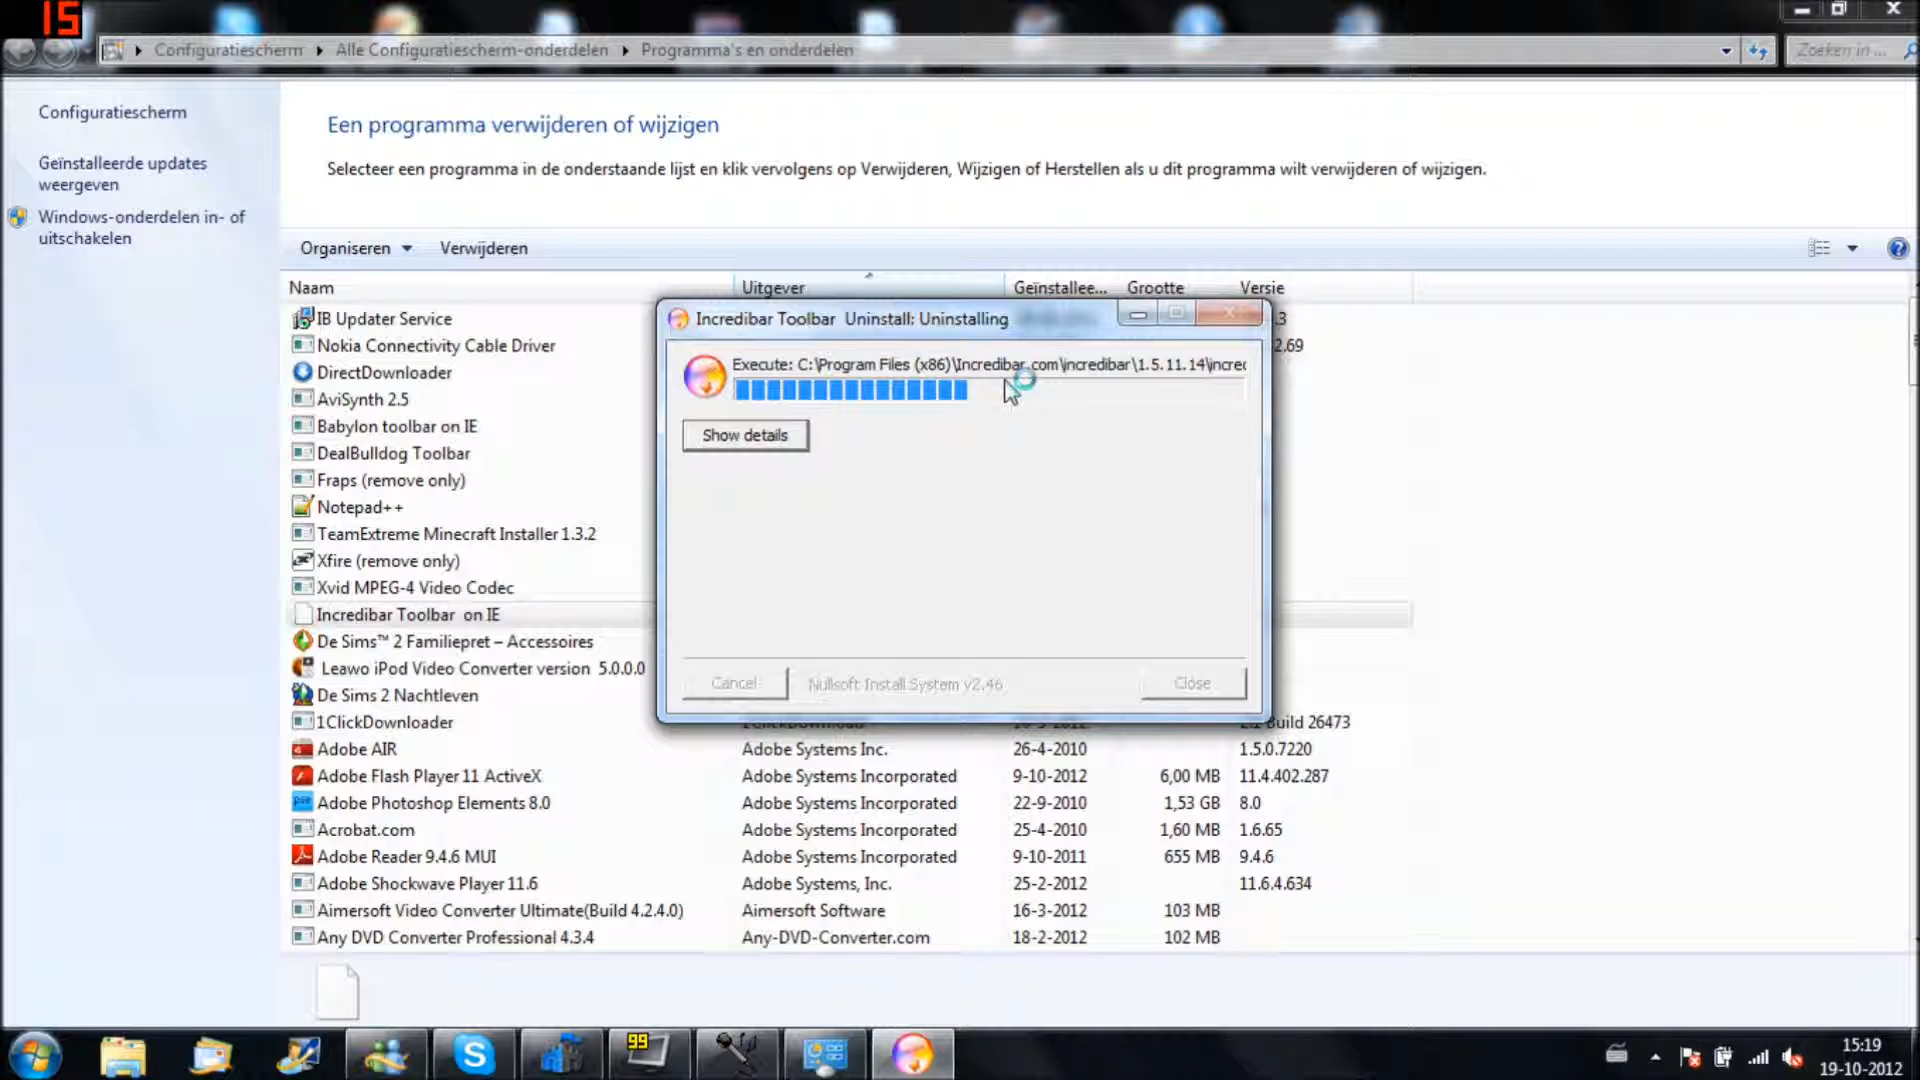 15
Configuratiescherm
Alle Configuratiescherm-onderdelen
Programma's en onderdelen
Zoeken in ...
Configuratiescherm
Geïnstalleerde updates
weergeven
Windows-onderdelen in- of
uitschakelen
Een programma verwijderen of wijzigen
Selecteer een programma in de onderstaande lijst en klik vervolgens op Verwijderen, Wijzigen of Herstellen als u dit programma wilt verwijderen of wijzigen.
Organiseren
Verwijderen
Naam Uitgever Geïnstallee... Grootte Versie
IB Updater Service .3
Nokia Connectivity Cable Driver 2.69
DirectDownloader
AviSynth 2.5
Babylon toolbar on IE
DealBulldog Toolbar
Fraps (remove only)
Notepad++
TeamExtreme Minecraft Installer 1.3.2
Xfire (remove only)
Xvid MPEG-4 Video Codec
Incredibar Toolbar on IE
De Sims™ 2 Familiepret – Accessoires
Leawo iPod Video Converter version 5.0.0.0
De Sims 2 Nachtleven
1ClickDownloader Build 26473
Adobe AIR Adobe Systems Inc. 26-4-2010 1.5.0.7220
Adobe Flash Player 11 ActiveX Adobe Systems Incorporated 9-10-2012 6,00 MB 11.4.402.287
Adobe Photoshop Elements 8.0 Adobe Systems Incorporated 22-9-2010 1,53 GB 8.0
Acrobat.com Adobe Systems Incorporated 25-4-2010 1,60 MB 1.6.65
Adobe Reader 9.4.6 MUI Adobe Systems Incorporated 9-10-2011 655 MB 9.4.6
Adobe Shockwave Player 11.6 Adobe Systems, Inc. 25-2-2012 11.6.4.634
Aimersoft Video Converter Ultimate(Build 4.2.4.0) Aimersoft Software 16-3-2012 103 MB
Any DVD Converter Professional 4.3.4 Any-DVD-Converter.com 18-2-2012 102 MB
Incredibar Toolbar Uninstall: Uninstalling
Execute: C:\Program Files (x86)\Incredibar.com\incredibar\1.5.11.14\incred
Show details
Cancel
Nullsoft Install System v2.46
Close
99
15:19
19-10-2012